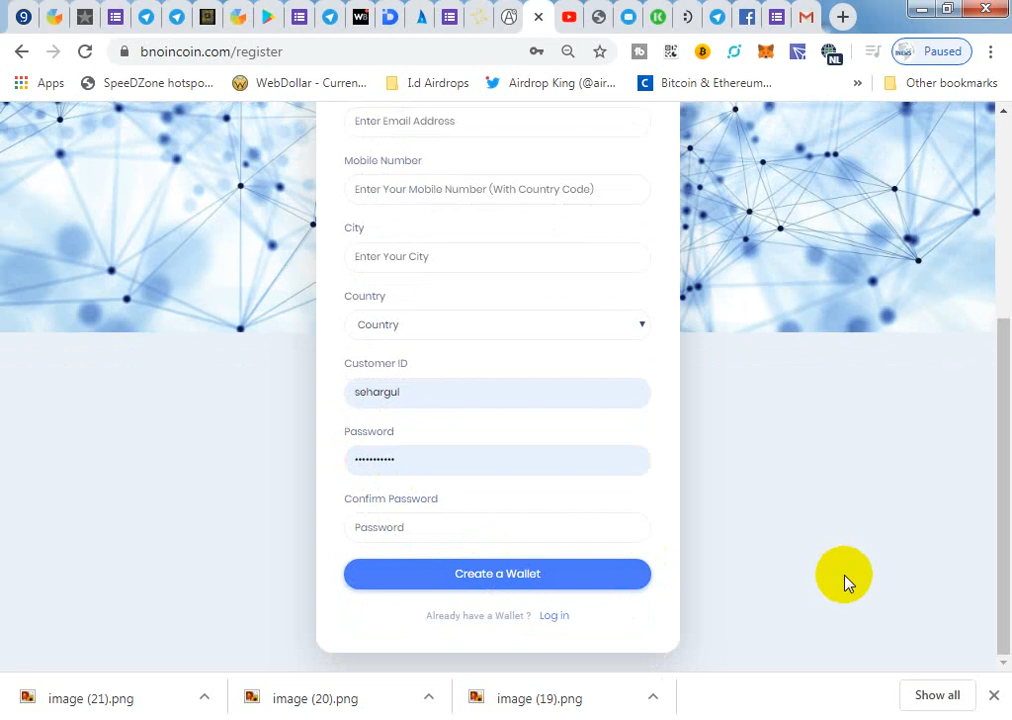 bnoincoin.com/register
Paused
NL
Apps
SpeeDZone hotspo...
WebDollar - Curren...
Id Airdrops
Airdrop King (@air...
Bitcoin & Ethereum...
»
Other bookmarks
Enter Email Address
Mobile Number
Enter Your Mobile Number (With Country Code)
City
Enter Your City
Country
Country
Customer ID
sehargul
Password
•••••••••••
Confirm Password
Password
Create a Wallet
Already have a Wallet ? Log in
image (21).png
image (20).png
image (19).png
Show all